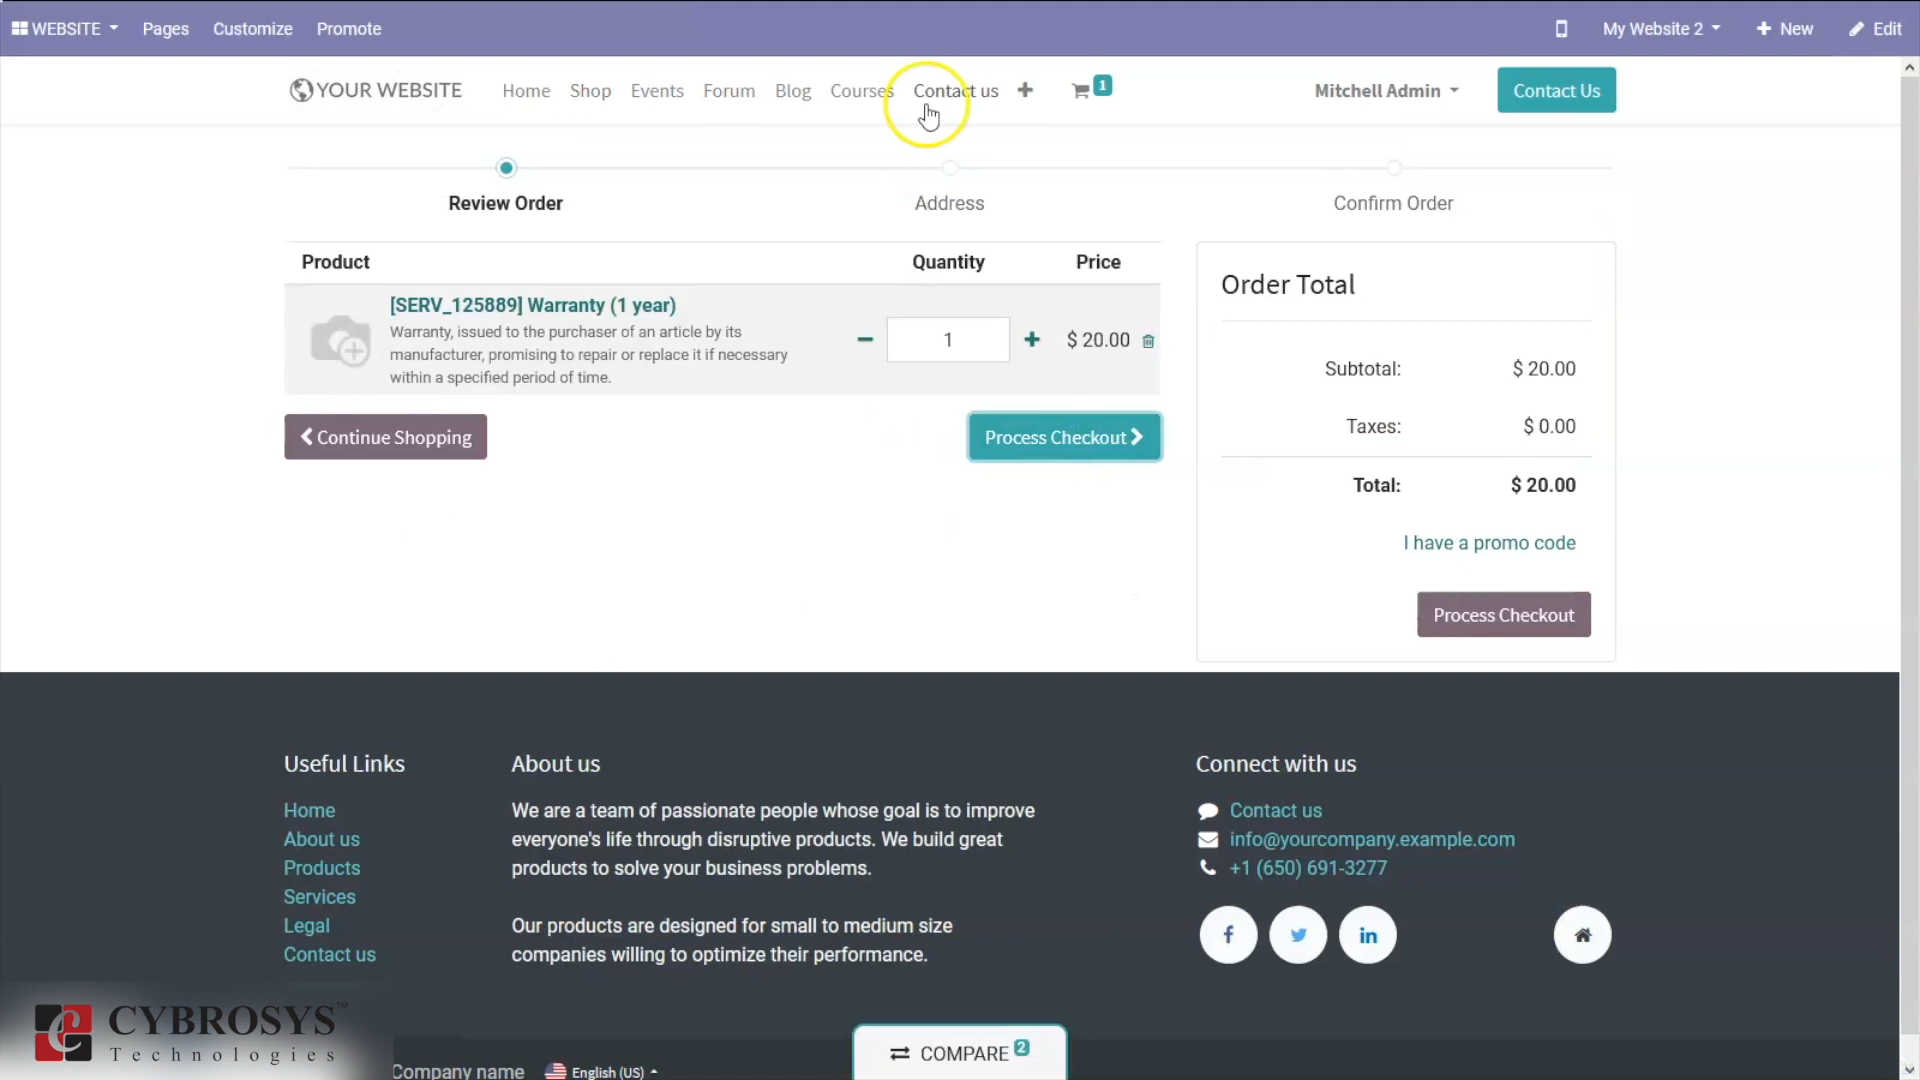 WEBSITE Pages Customize Promote My Website 2 New Edit
YOUR WEBSITE Home Shop Events Forum Blog Courses Contact us 1 Mitchell Admin Contact Us
Review Order Address Confirm Order
Product Quantity Price
[SERV_125889] Warranty (1 year)
Warranty, issued to the purchaser of an article by its
manufacturer, promising to repair or replace it if necessary
within a specified period of time.
1 $ 20.00
Continue Shopping Process Checkout
Order Total
Subtotal: $ 20.00
Taxes: $ 0.00
Total: $ 20.00
I have a promo code
Process Checkout
Useful Links
Home
About us
Products
Services
Legal
Contact us
About us
We are a team of passionate people whose goal is to improve
everyone's life through disruptive products. We build great
products to solve your business problems.
Our products are designed for small to medium size
companies willing to optimize their performance.
Connect with us
Contact us
info@yourcompany.example.com
+1 (650) 691-3277
CYBROSYS™
Technologies
Company name English (US)
COMPARE 2